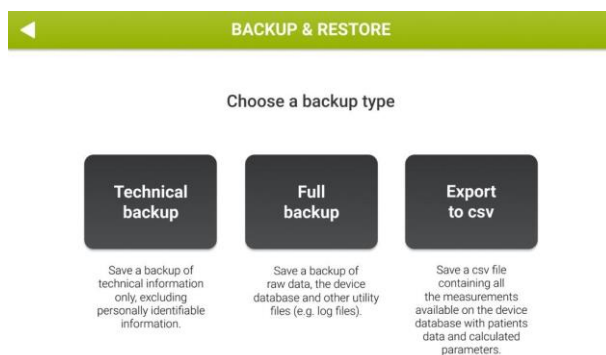 BACKUP & RESTORE
Choose a backup type
Technical
backup
Full
backup
Export
to csv
Save a backup of
technical information
only, excluding
personally identifiable
information.
Save a backup of
raw data, the device
database and other utility
files (e.g. log files).
Save a csv file
containing all
the measurements
available on the device
database with patients
data and calculated
parameters.